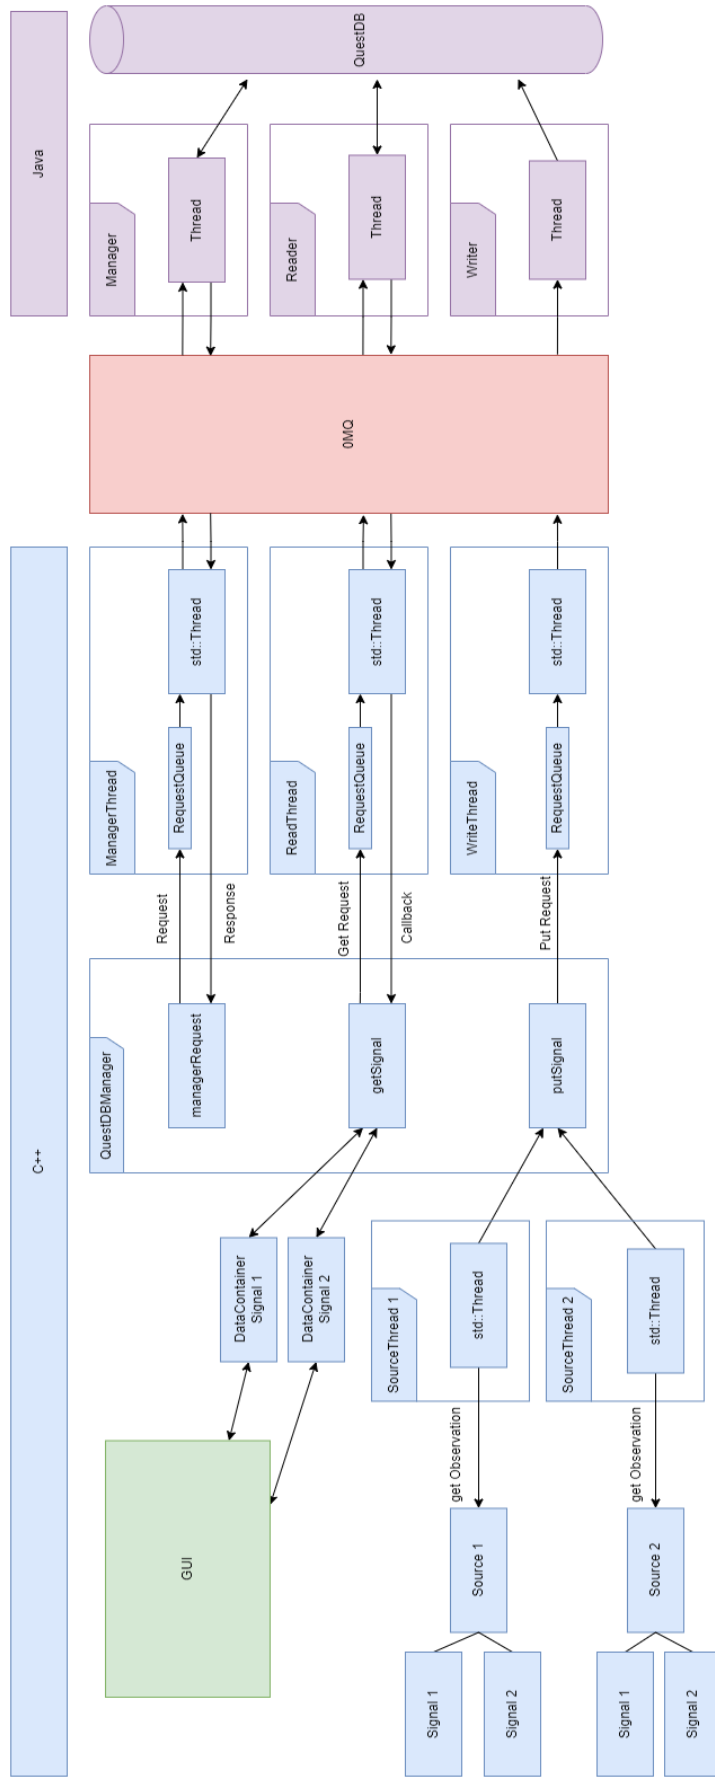 C++
Java
GUI
DataContainer
Signal 1
DataContainer
Signal 2
QuestDBManager
managerRequest
getSignal
putSignal
Request
Response
Get Request
Callback
Put Request
ManagerThread
RequestQueue
std::Thread
ReadThread
RequestQueue
std::Thread
WriteThread
RequestQueue
std::Thread
0MQ
Manager
Thread
Reader
Thread
Writer
Thread
QuestDB
Signal 1
Signal 2
Source 1
get Observation
SourceThread 1
std::Thread
Signal 1
Signal 2
Source 2
get Observation
SourceThread 2
std::Thread